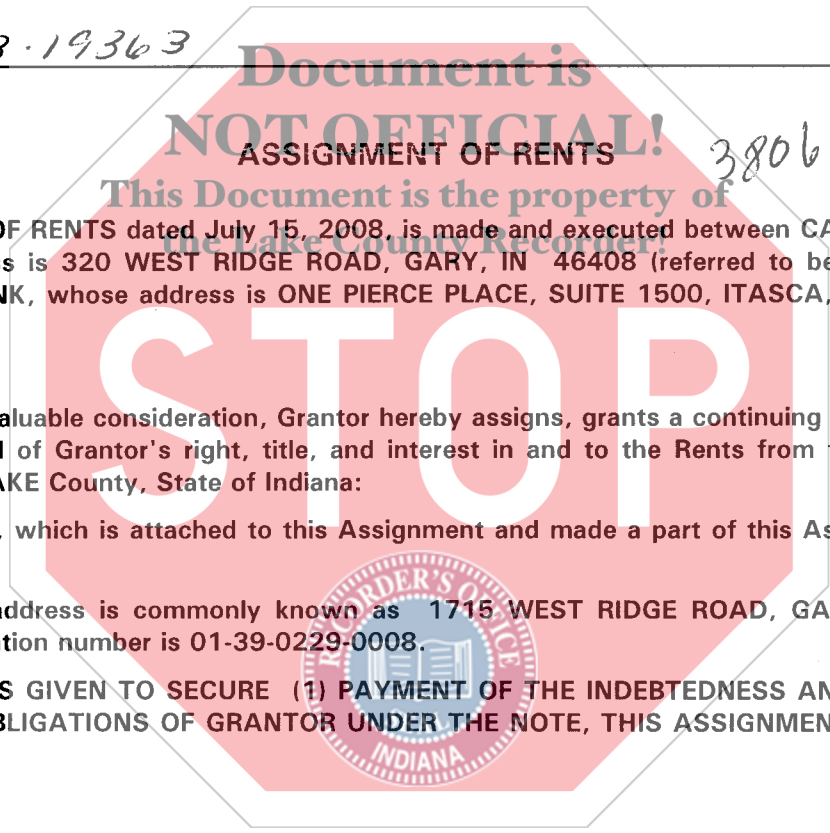 8.19363
Document is
NOT OFFICIAL!
ASSIGNMENT OF RENTS 3806
This Document is the property of
the Lake County Recorder!
OF RENTS dated July 15, 2008, is made and executed between CA
s is 320 WEST RIDGE ROAD, GARY, IN 46408 (referred to be
NK, whose address is ONE PIERCE PLACE, SUITE 1500, ITASCA,
STOP
aluable consideration, Grantor hereby assigns, grants a continuing
l of Grantor's right, title, and interest in and to the Rents from
AKE County, State of Indiana:
, which is attached to this Assignment and made a part of this As
address is commonly known as 1715 WEST RIDGE ROAD, GA
tion number is 01-39-0229-0008.
RECORDER'S OFFICE
S GIVEN TO SECURE (1) PAYMENT OF THE INDEBTEDNESS AN
BLIGATIONS OF GRANTOR UNDER THE NOTE, THIS ASSIGNMEN
INDIANA